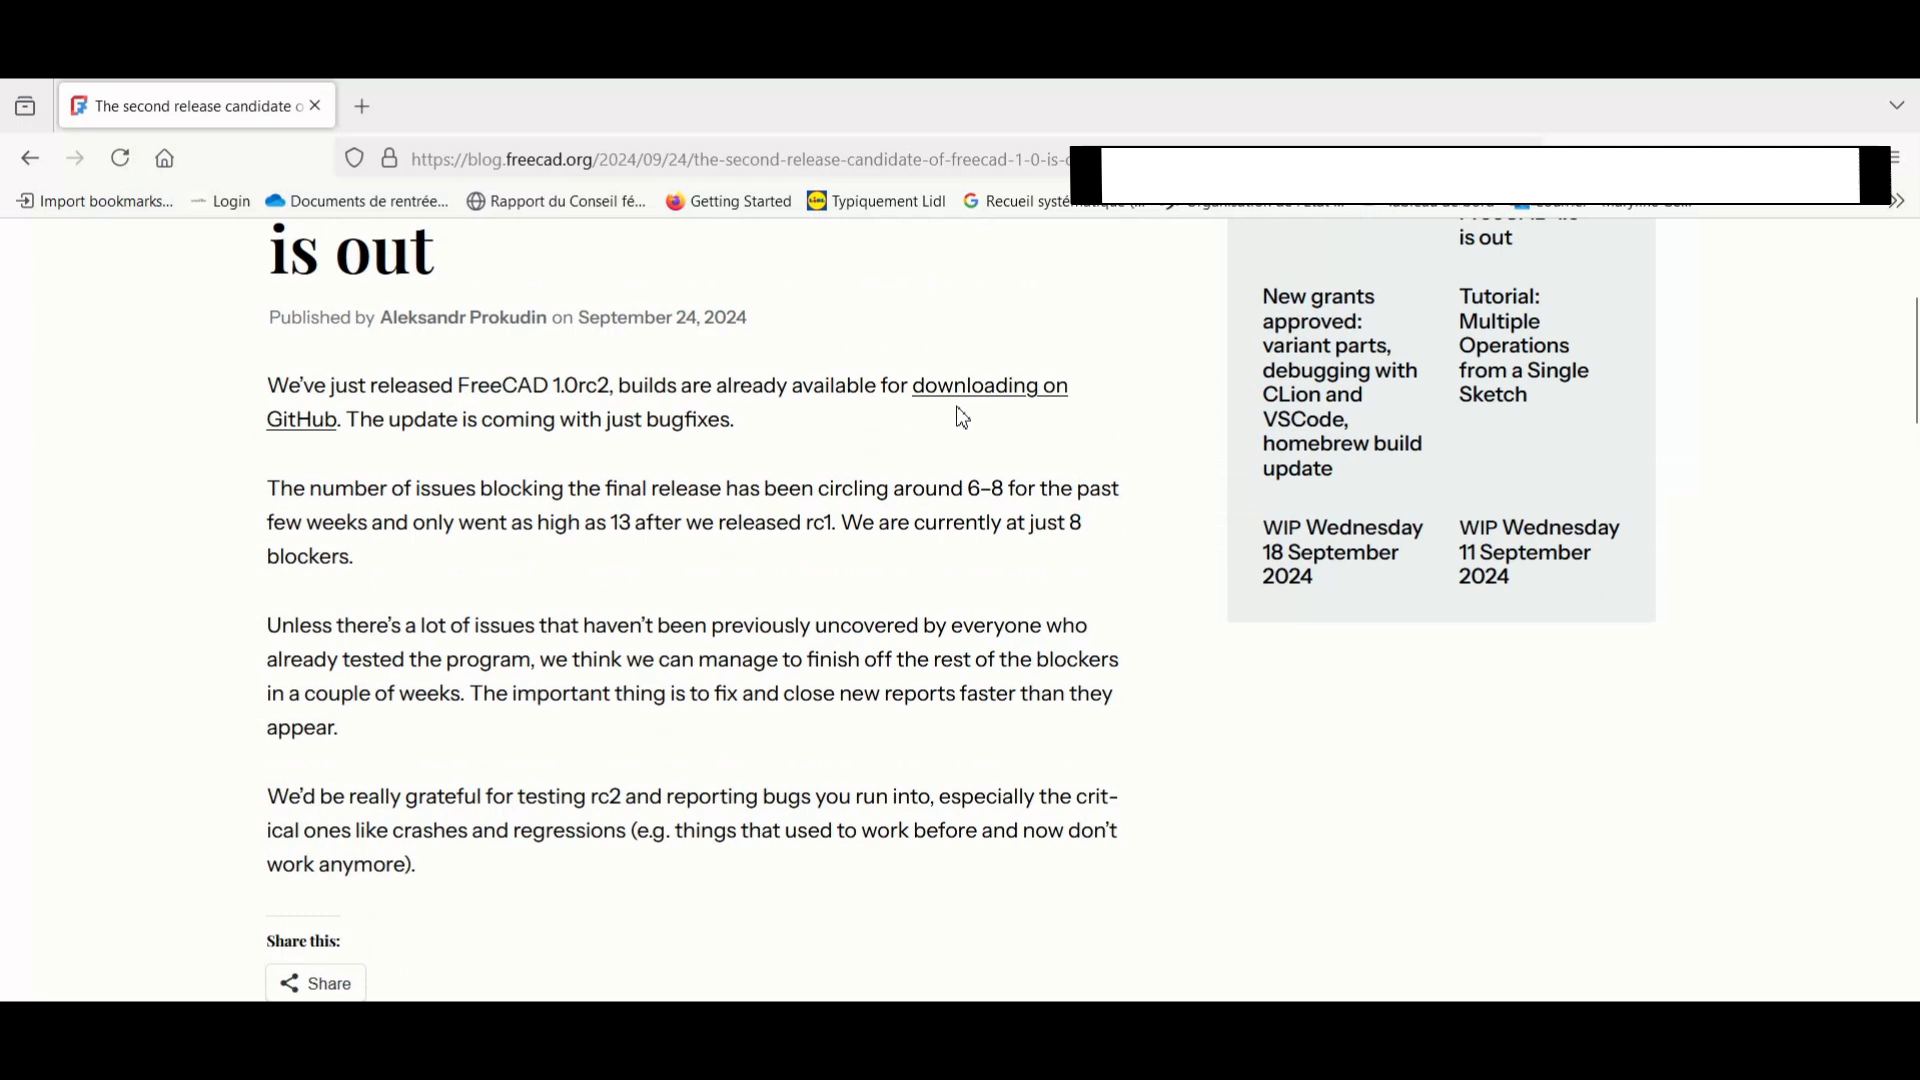 The second release candidate o
https://blog.freecad.org/2024/09/24/the-second-release-candidate-of-freecad-1-0-is-
Import bookmarks... Login Documents de rentrée... Rapport du Conseil fé... Getting Started Typiquement Lidl Recueil systé
is out
Published by Aleksandr Prokudin on September 24, 2024
We’ve just released FreeCAD 1.0rc2, builds are already available for downloading on
GitHub. The update is coming with just bugfixes.
The number of issues blocking the final release has been circling around 6–8 for the past
few weeks and only went as high as 13 after we released rc1. We are currently at just 8
blockers.
Unless there’s a lot of issues that haven’t been previously uncovered by everyone who
already tested the program, we think we can manage to finish off the rest of the blockers
in a couple of weeks. The important thing is to fix and close new reports faster than they
appear.
We’d be really grateful for testing rc2 and reporting bugs you run into, especially the crit-
ical ones like crashes and regressions (e.g. things that used to work before and now don’t
work anymore).
Share this:
Share
is out
New grants
approved:
variant parts,
debugging with
CLion and
VSCode,
homebrew build
update
Tutorial:
Multiple
Operations
from a Single
Sketch
WIP Wednesday
18 September
2024
WIP Wednesday
11 September
2024